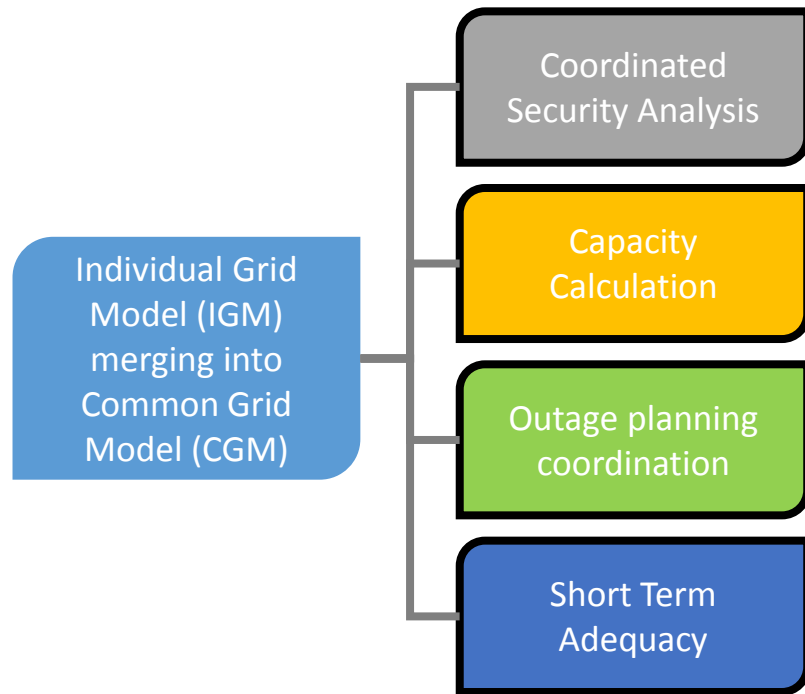 Individual Grid
Model (IGM)
merging into
Common Grid
Model (CGM)
Coordinated
Security Analysis
Capacity
Calculation
Outage planning
coordination
Short Term
Adequacy